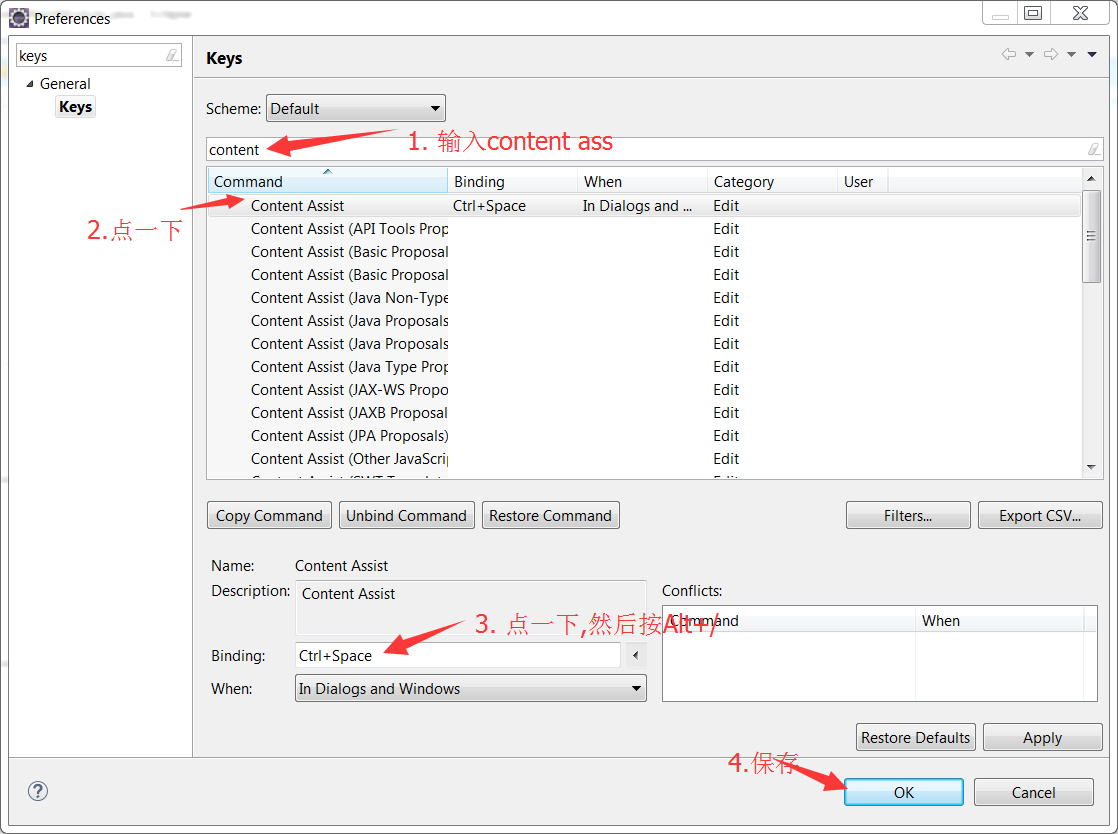 Preferences
keys
General
Keys
Keys
Scheme: Default
1. 输入content ass
content
Command Binding When Category User
Content Assist Ctrl+Space In Dialogs and ... Edit
2.点一下
Content Assist (API Tools Prop Edit
Content Assist (Basic Proposal Edit
Content Assist (Basic Proposal Edit
Content Assist (Java Non-Type Edit
Content Assist (Java Proposals Edit
Content Assist (Java Proposals Edit
Content Assist (Java Type Prop Edit
Content Assist (JAX-WS Propo Edit
Content Assist (JAXB Proposal Edit
Content Assist (JPA Proposals) Edit
Content Assist (Other JavaScri Edit
Copy Command Unbind Command Restore Command Filters... Export CSV...
Name: Content Assist
Description: Content Assist
Conflicts:
3. 点一下,然后按Alt+/
Command When
Binding: Ctrl+Space
When: In Dialogs and Windows
Restore Defaults Apply
4.保存
OK Cancel